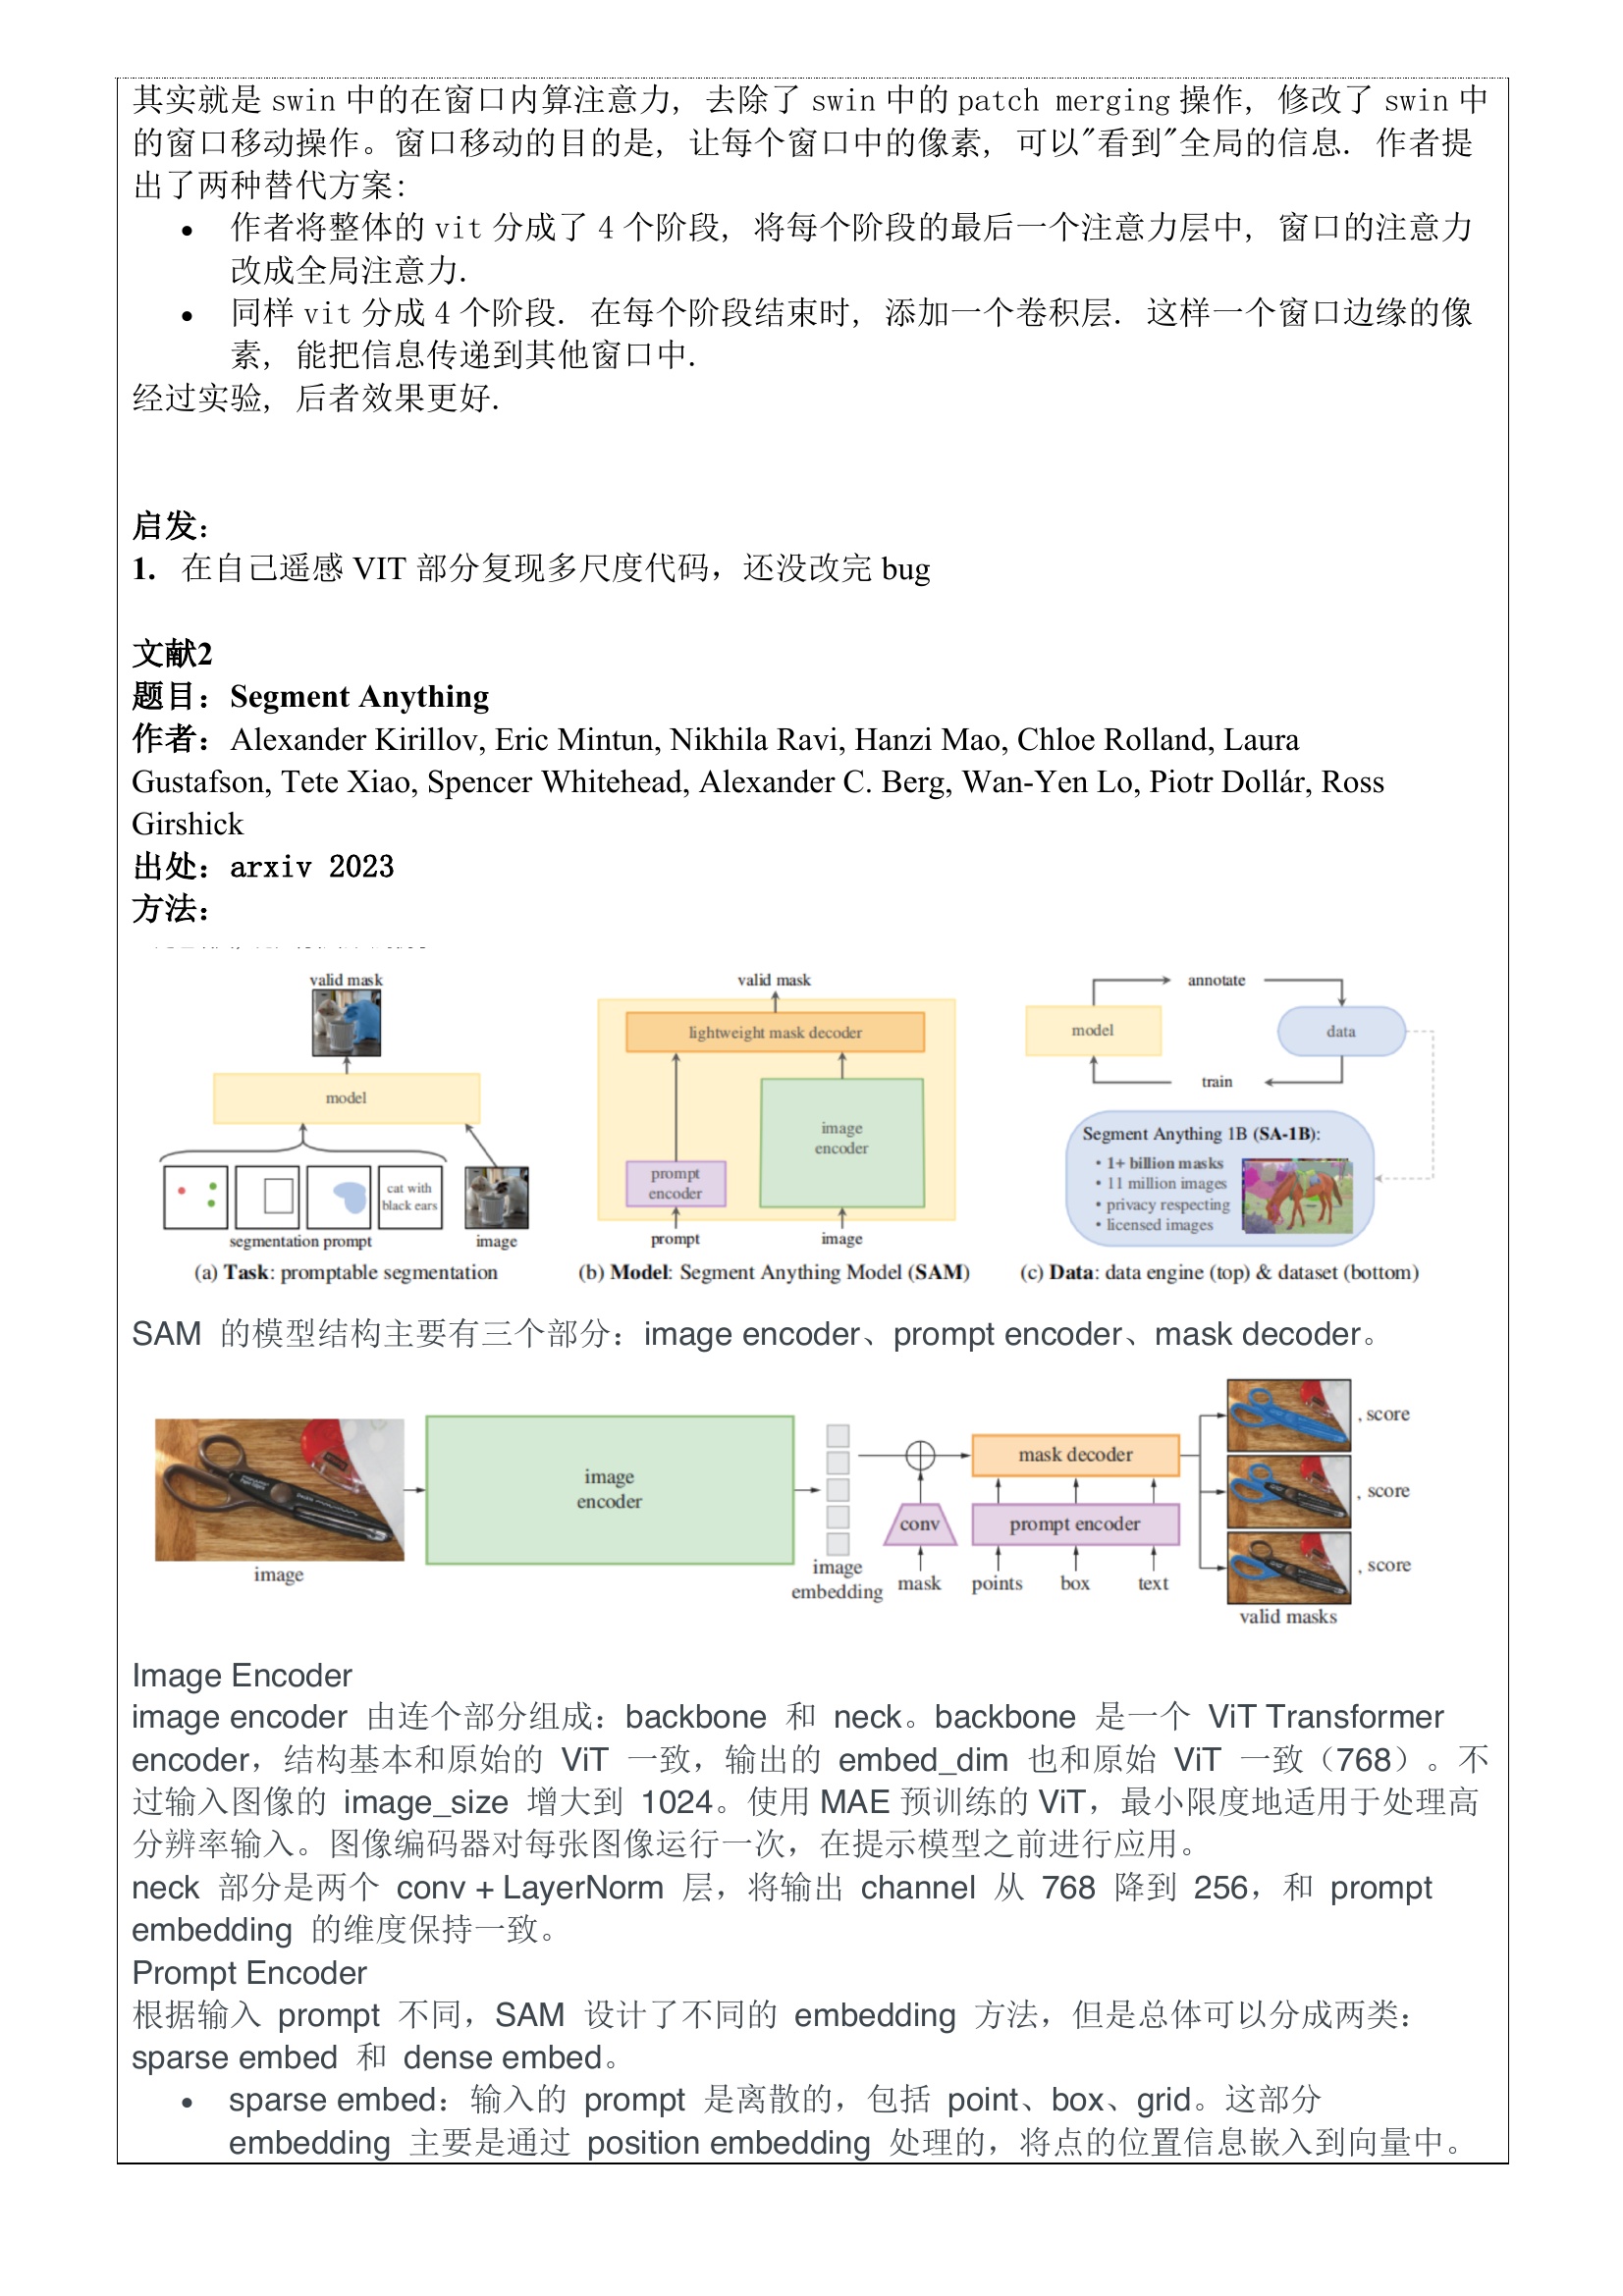 其实就是 swin 中的在窗口内算注意力, 去除了 swin 中的 patch merging 操作, 修改了 swin 中
的窗口移动操作。窗口移动的目的是, 让每个窗口中的像素, 可以"看到"全局的信息. 作者提
出了两种替代方案:
• 作者将整体的 vit 分成了 4 个阶段, 将每个阶段的最后一个注意力层中, 窗口的注意力
改成全局注意力.
• 同样 vit 分成 4 个阶段. 在每个阶段结束时, 添加一个卷积层. 这样一个窗口边缘的像
素, 能把信息传递到其他窗口中.
经过实验, 后者效果更好.
启发：
1. 在自己遥感 VIT 部分复现多尺度代码，还没改完 bug
文献2
题目：Segment Anything
作者：Alexander Kirillov, Eric Mintun, Nikhila Ravi, Hanzi Mao, Chloe Rolland, Laura
Gustafson, Tete Xiao, Spencer Whitehead, Alexander C. Berg, Wan-Yen Lo, Piotr Dollár, Ross
Girshick
出处：arxiv 2023
方法：
valid mask
model
cat with
black ears
segmentation prompt
image
(a) Task: promptable segmentation
valid mask
lightweight mask decoder
image
encoder
prompt
encoder
prompt
image
(b) Model: Segment Anything Model (SAM)
annotate
model
data
train
Segment Anything 1B (SA-1B):
• 1+ billion masks
• 11 million images
• privacy respecting
• licensed images
(c) Data: data engine (top) & dataset (bottom)
SAM 的模型结构主要有三个部分：image encoder、prompt encoder、mask decoder。
image
image
encoder
image
embedding
conv
mask
mask decoder
prompt encoder
points
box
text
, score
, score
, score
valid masks
Image Encoder
image encoder 由连个部分组成：backbone 和 neck。backbone 是一个 ViT Transformer
encoder，结构基本和原始的 ViT 一致，输出的 embed_dim 也和原始 ViT 一致（768）。不
过输入图像的 image_size 增大到 1024。使用 MAE 预训练的 ViT，最小限度地适用于处理高
分辨率输入。图像编码器对每张图像运行一次，在提示模型之前进行应用。
neck 部分是两个 conv + LayerNorm 层，将输出 channel 从 768 降到 256，和 prompt
embedding 的维度保持一致。
Prompt Encoder
根据输入 prompt 不同，SAM 设计了不同的 embedding 方法，但是总体可以分成两类：
sparse embed 和 dense embed。
• sparse embed：输入的 prompt 是离散的，包括 point、box、grid。这部分
embedding 主要是通过 position embedding 处理的，将点的位置信息嵌入到向量中。